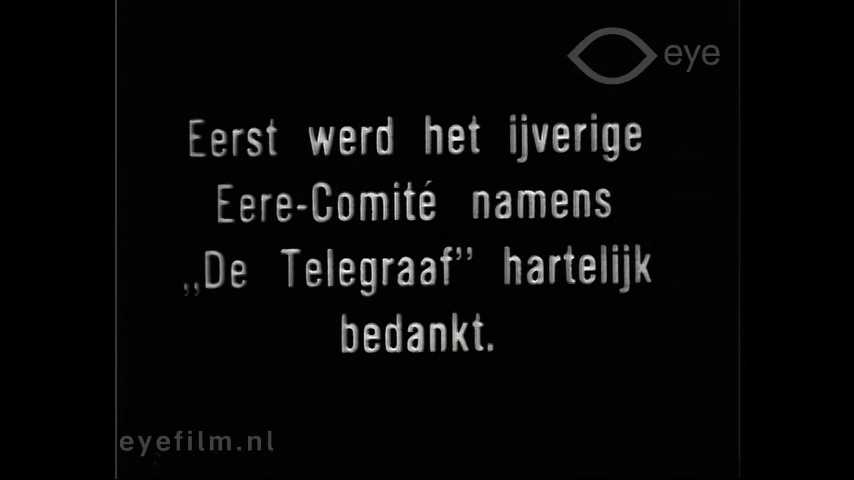 eye
Eerst werd het ijverige
Eere-Comité namens
„De Telegraaf” hartelijk
bedankt.
eyefilm.nl